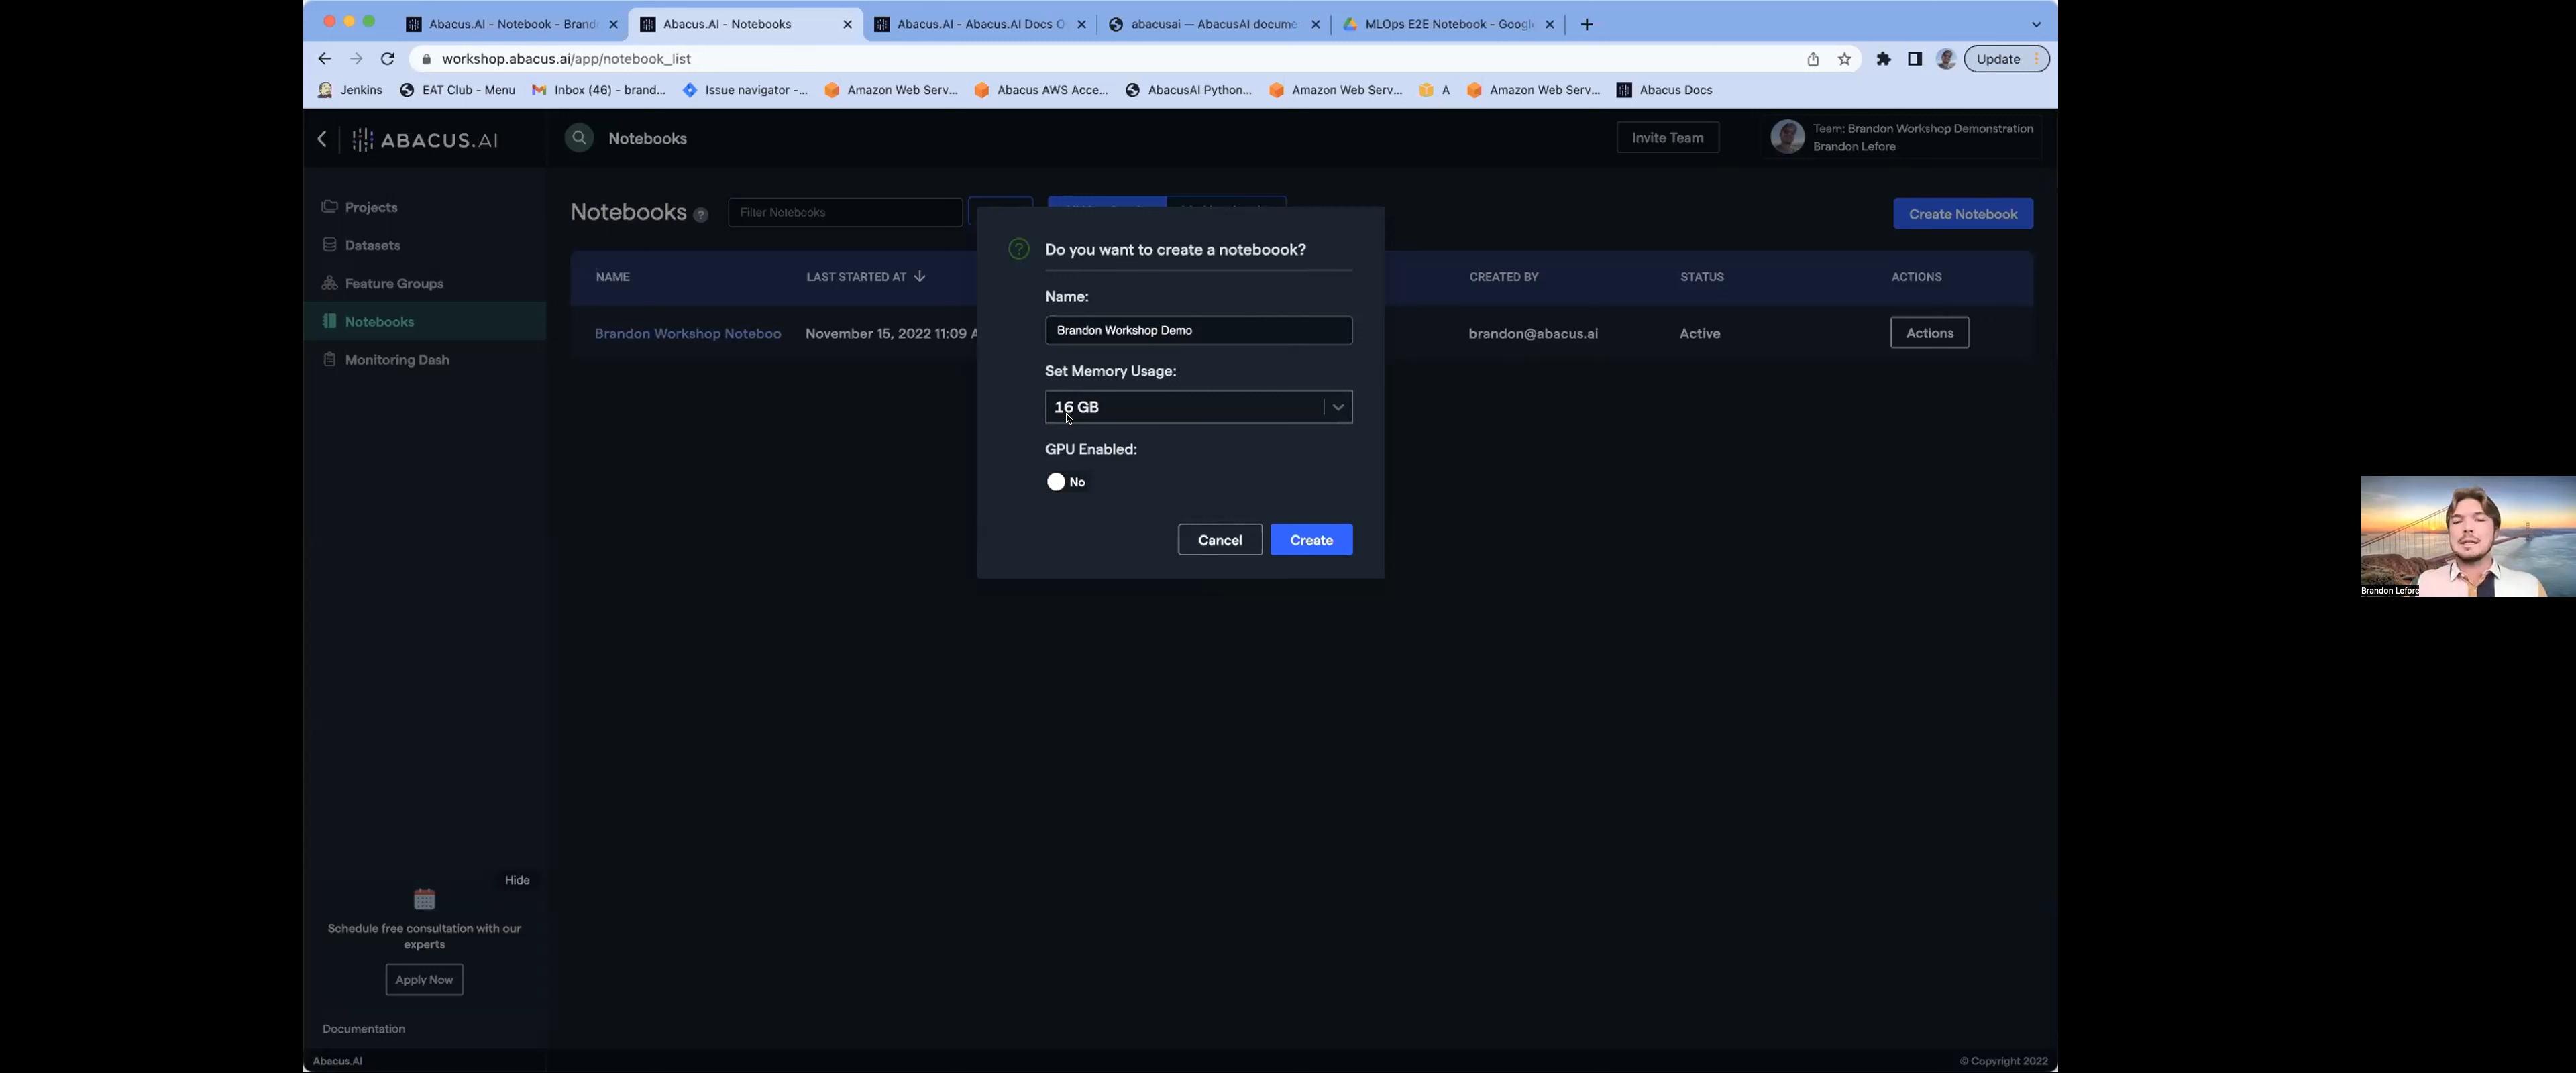 Abacus.AI - Notebook - Brand
Abacus.AI - Notebooks
Abacus.AI - Abacus.AI Docs O
abacusai — AbacusAI docume
MLOps E2E Notebook - Googl
workshop.abacus.ai/app/notebook_list
Update
Jenkins
EAT Club - Menu
Inbox (46) - brand...
Issue navigator -...
Amazon Web Serv...
Abacus AWS Acce...
AbacusAI Python...
Amazon Web Serv...
A
Amazon Web Serv...
Abacus Docs
ABACUS.AI
Notebooks
Invite Team
Team: Brandon Workshop Demonstration
Brandon Lefore
Projects
Datasets
Feature Groups
Notebooks
Monitoring Dash
Notebooks ?
Filter Notebooks
Create Notebook
NAME
LAST STARTED AT
CREATED BY
STATUS
ACTIONS
Brandon Workshop Noteboo
November 15, 2022 11:09 A
brandon@abacus.ai
Active
Actions
Do you want to create a noteboook?
Name:
Brandon Workshop Demo
Set Memory Usage:
16 GB
GPU Enabled:
No
Cancel
Create
Hide
Schedule free consultation with our
experts
Apply Now
Documentation
Abacus.AI
© Copyright 2022
Brandon Lefore